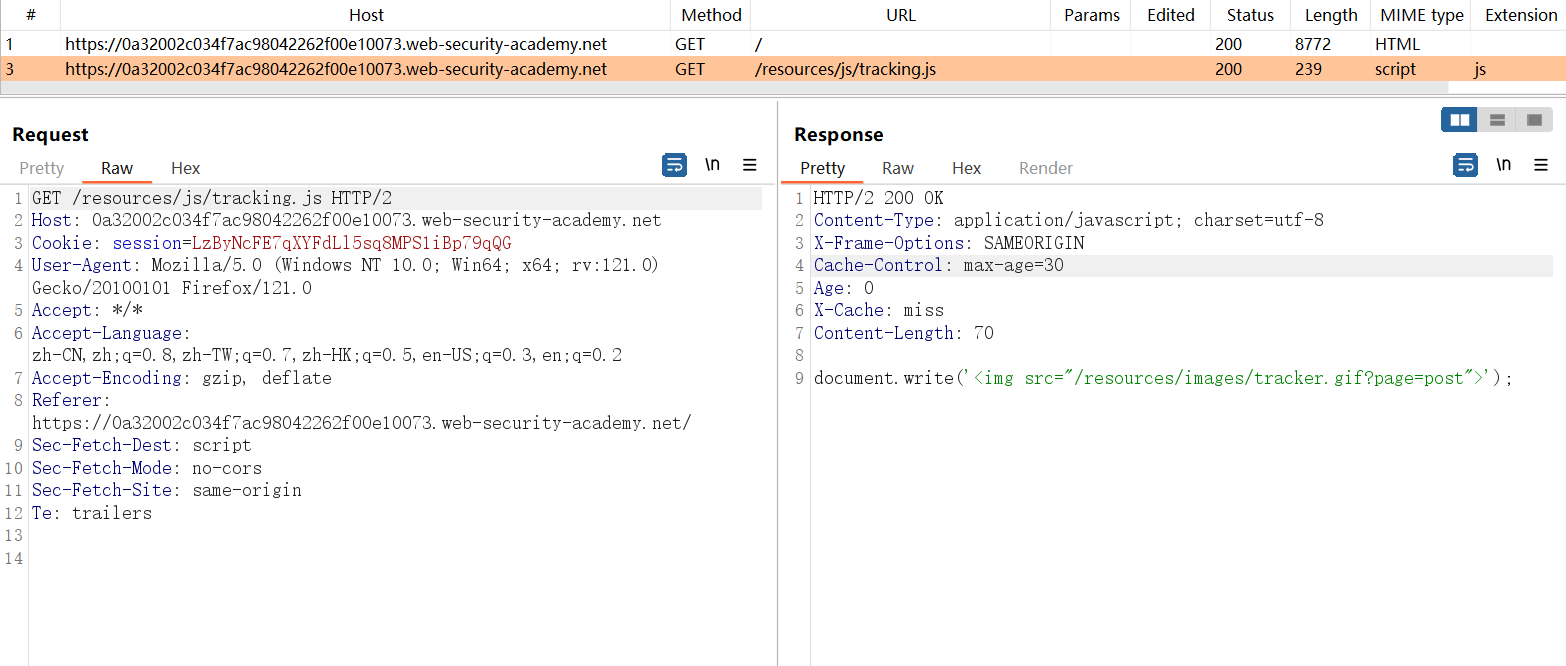 # Host Method URL Params Edited Status Length MIME type Extension
1 https://0a32002c034f7ac98042262f00e10073.web-security-academy.net GET / 200 8772 HTML
3 https://0a32002c034f7ac98042262f00e10073.web-security-academy.net GET /resources/js/tracking.js 200 239 script js
Request
Pretty Raw Hex
\n
1 GET /resources/js/tracking.js HTTP/2
2 Host: 0a32002c034f7ac98042262f00e10073.web-security-academy.net
3 Cookie: session=LzByNcFE7qXYFdLl5sq8MPS1iBp79qQG
4 User-Agent: Mozilla/5.0 (Windows NT 10.0; Win64; x64; rv:121.0)
Gecko/20100101 Firefox/121.0
5 Accept: */*
6 Accept-Language:
zh-CN,zh;q=0.8,zh-TW;q=0.7,zh-HK;q=0.5,en-US;q=0.3,en;q=0.2
7 Accept-Encoding: gzip, deflate
8 Referer:
https://0a32002c034f7ac98042262f00e10073.web-security-academy.net/
9 Sec-Fetch-Dest: script
10 Sec-Fetch-Mode: no-cors
11 Sec-Fetch-Site: same-origin
12 Te: trailers
13
14
Response
Pretty Raw Hex Render
\n
1 HTTP/2 200 OK
2 Content-Type: application/javascript; charset=utf-8
3 X-Frame-Options: SAMEORIGIN
4 Cache-Control: max-age=30
5 Age: 0
6 X-Cache: miss
7 Content-Length: 70
8
9 document.write('<img src="/resources/images/tracker.gif?page=post">');